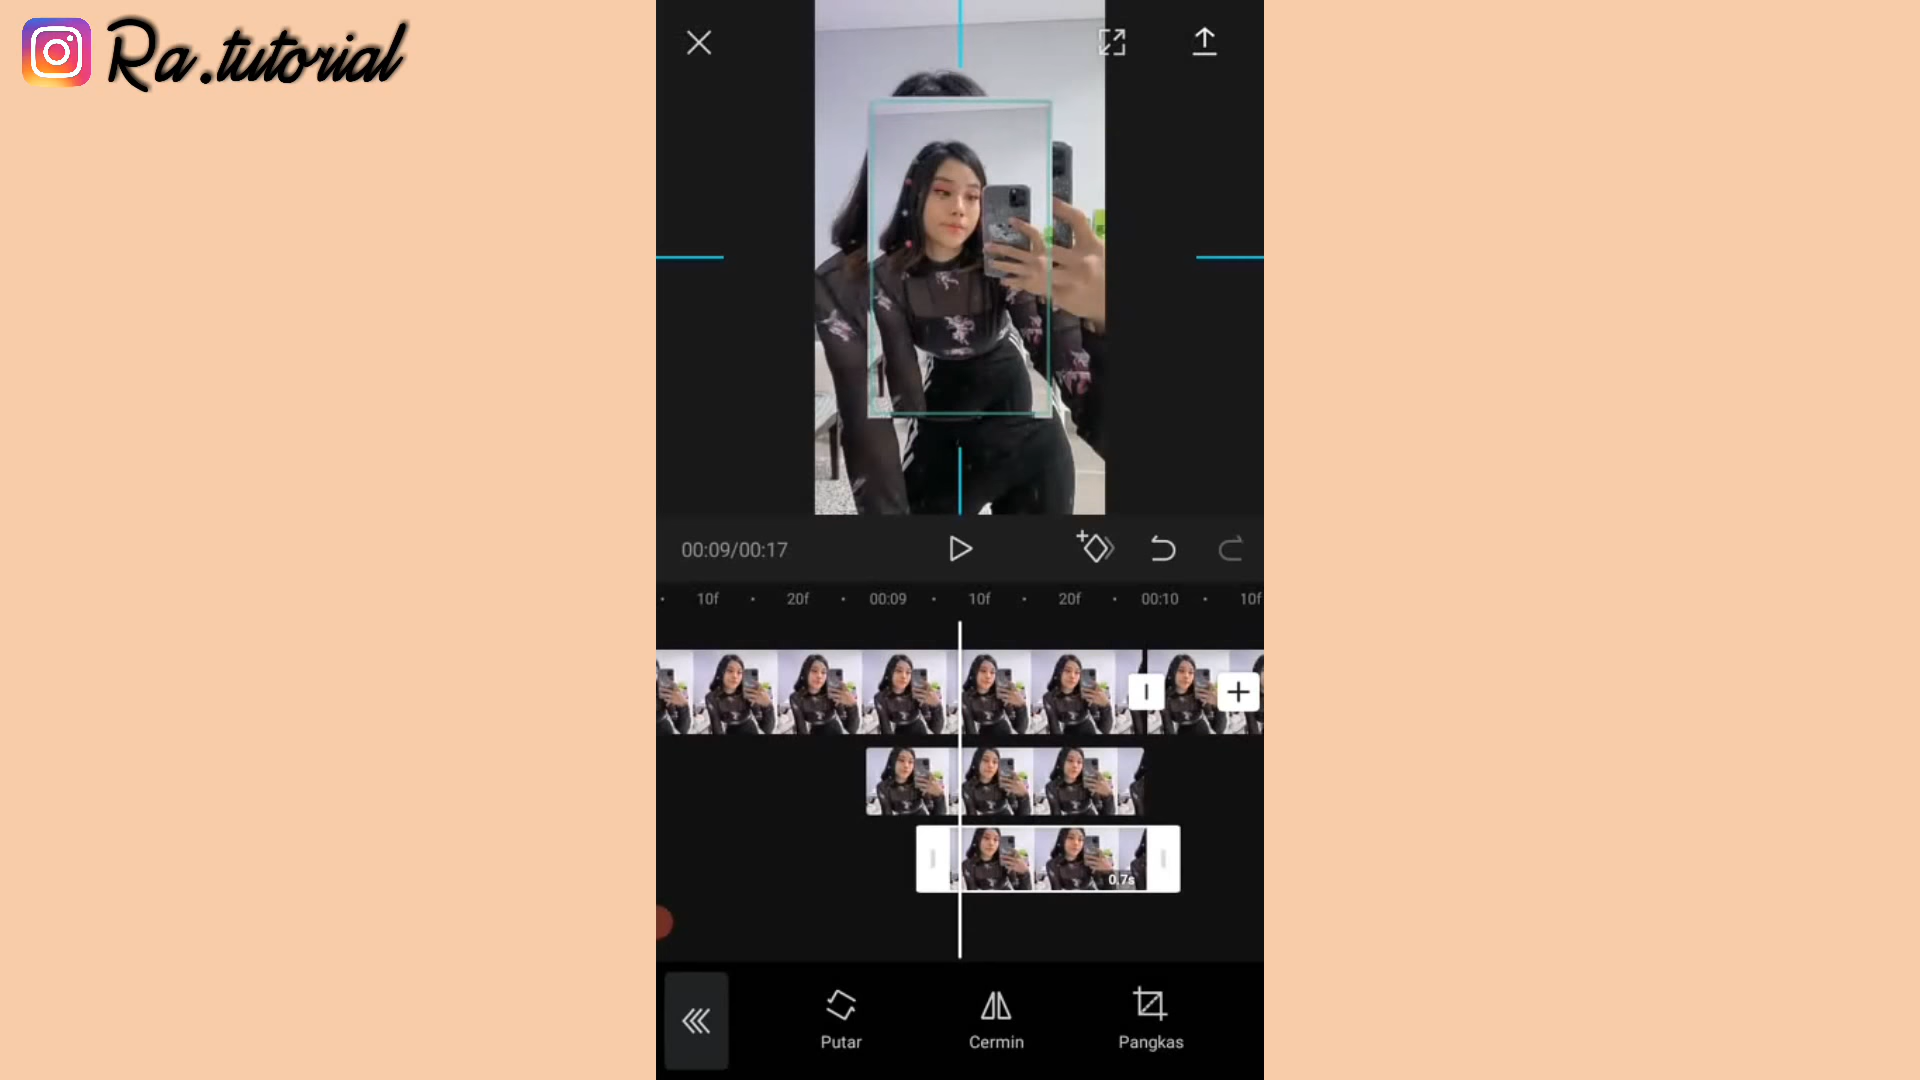 Ra.tutorial
00:09/00:17
10f 20f 00:09 10f 20f 00:10 10f
0.7s
Putar Cermin Pangkas